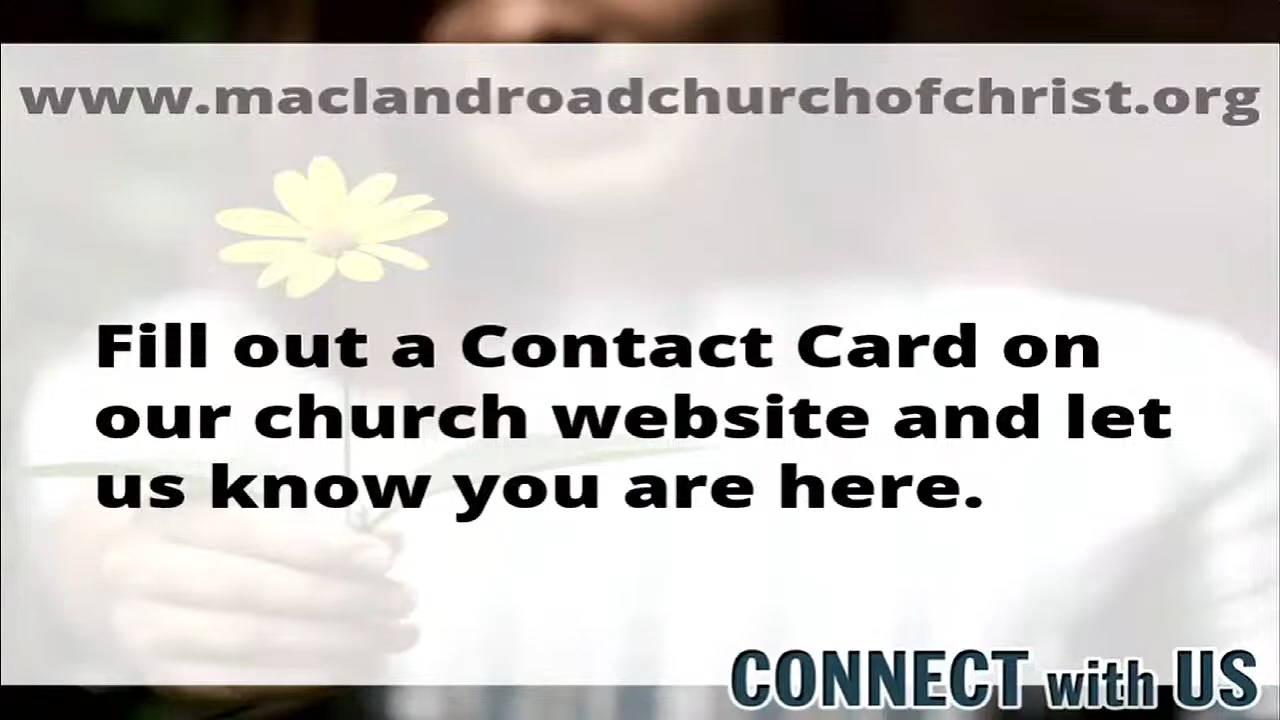 www.maclandroadchurchofchrist.org
Fill out a Contact Card on
our church website and let
us know you are here.
CONNECT with US